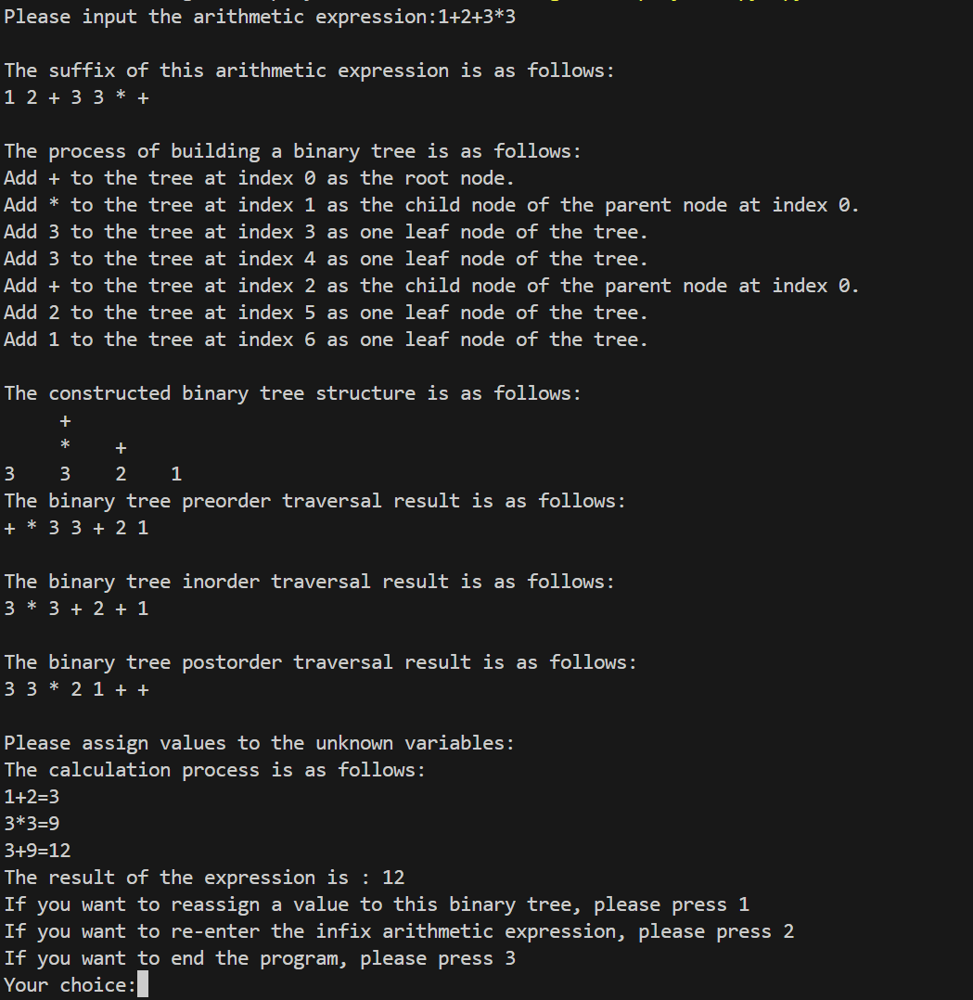 Please input the arithmetic expression:1+2+3*3
The suffix of this arithmetic expression is as follows:
1 2 + 3 3 * +
The process of building a binary tree is as follows:
Add + to the tree at index 0 as the root node.
Add * to the tree at index 1 as the child node of the parent node at index 0.
Add 3 to the tree at index 3 as one leaf node of the tree.
Add 3 to the tree at index 4 as one leaf node of the tree.
Add + to the tree at index 2 as the child node of the parent node at index 0.
Add 2 to the tree at index 5 as one leaf node of the tree.
Add 1 to the tree at index 6 as one leaf node of the tree.
The constructed binary tree structure is as follows:
     +
     *    +
3    3    2    1
The binary tree preorder traversal result is as follows:
+ * 3 3 + 2 1
The binary tree inorder traversal result is as follows:
3 * 3 + 2 + 1
The binary tree postorder traversal result is as follows:
3 3 * 2 1 + +
Please assign values to the unknown variables:
The calculation process is as follows:
1+2=3
3*3=9
3+9=12
The result of the expression is : 12
If you want to reassign a value to this binary tree, please press 1
If you want to re-enter the infix arithmetic expression, please press 2
If you want to end the program, please press 3
Your choice: